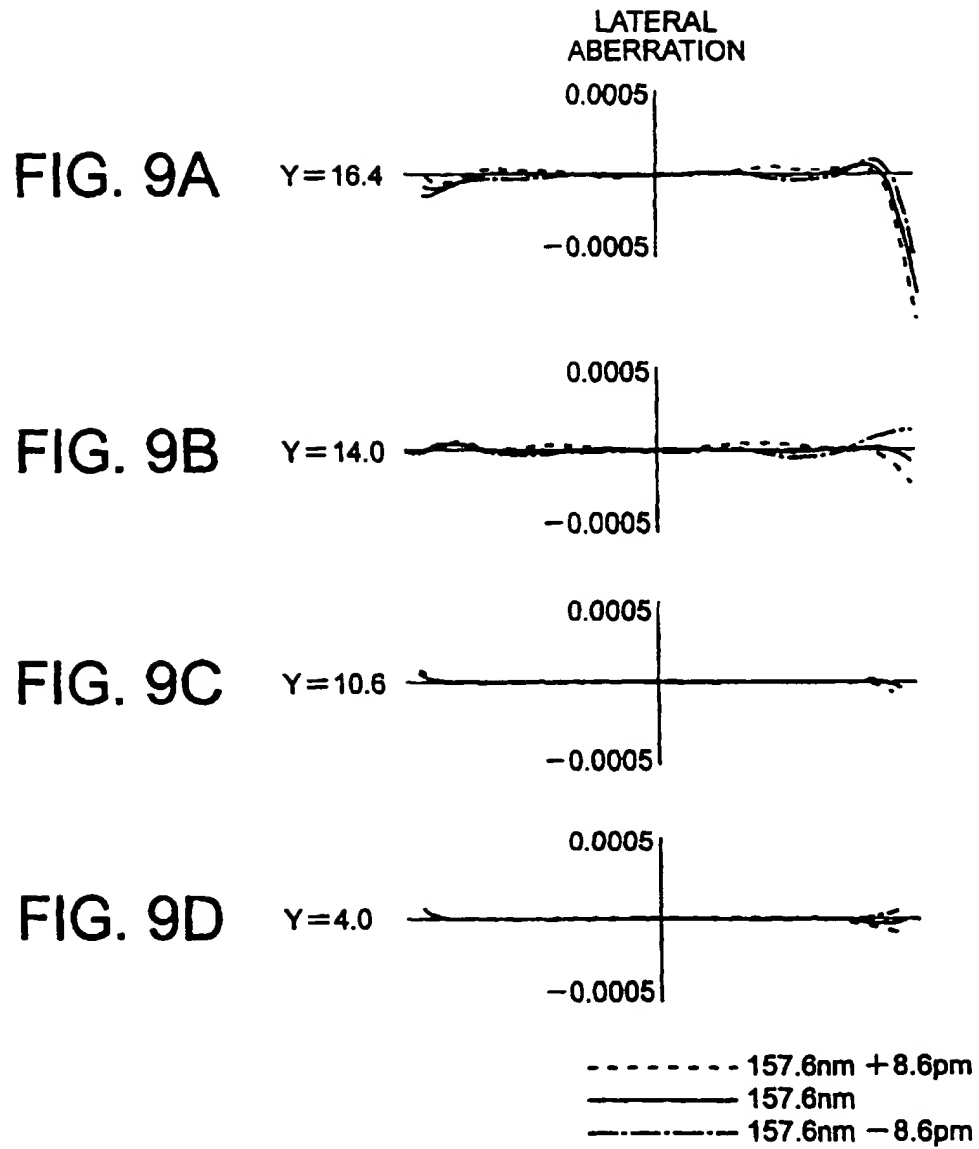 LATERAL
ABERRATION
0.0005
FIG. 9A
Y=16.4
−0.0005
0.0005
FIG. 9B
Y=14.0
−0.0005
0.0005
FIG. 9C
Y=10.6
−0.0005
0.0005
FIG. 9D
Y=4.0
−0.0005
157.6nm +8.6pm
157.6nm
157.6nm −8.6pm